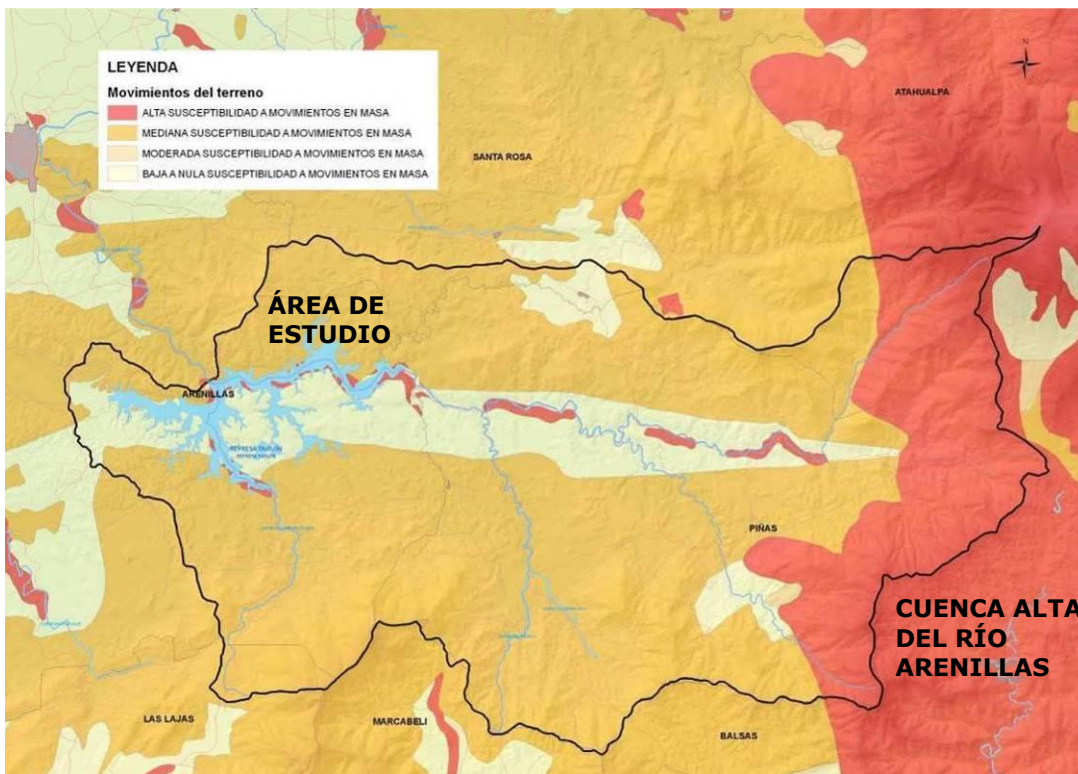 LEYENDA
Movimientos del terreno
ALTA SUSCEPTIBILIDAD A MOVIMIENTOS EN MASA
MEDIANA SUSCEPTIBILIDAD A MOVIMIENTOS EN MASA
MODERADA SUSCEPTIBILIDAD A MOVIMIENTOS EN MASA
BAJA A NULA SUSCEPTIBILIDAD A MOVIMIENTOS EN MASA
N
ATAHUALPA
SANTA ROSA
ÁREA DE
ESTUDIO
ARENILLAS
PIÑAS
CUENCA ALTA
DEL RÍO
ARENILLAS
LAS LAJAS
MARCABELI
BALSAS